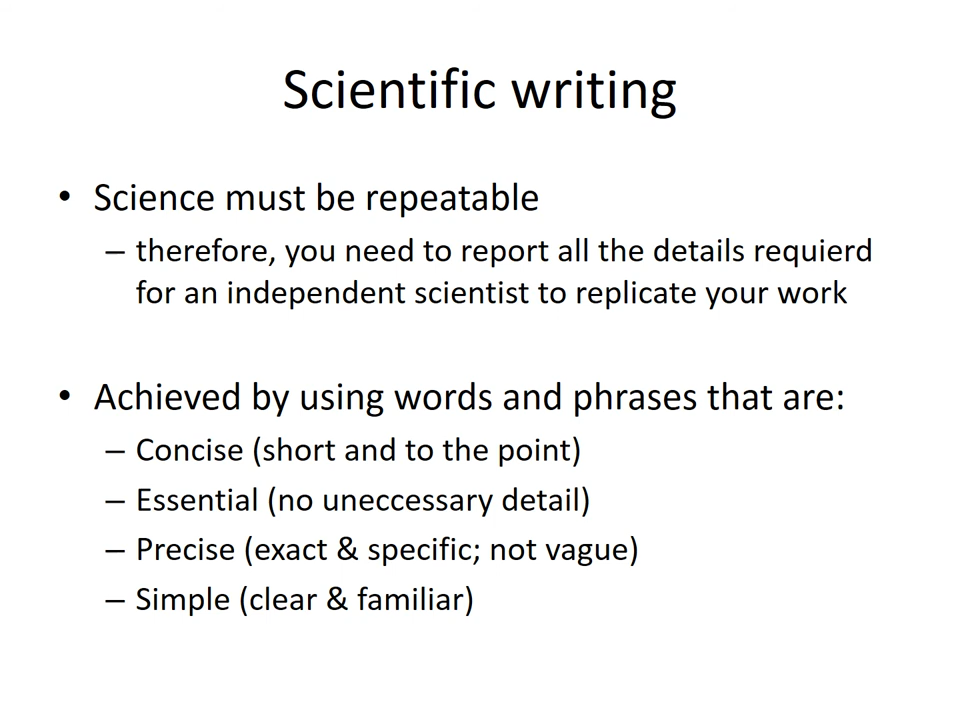 Scientific writing
• Science must be repeatable
– therefore, you need to report all the details requierd
for an independent scientist to replicate your work
• Achieved by using words and phrases that are:
– Concise (short and to the point)
– Essential (no uneccessary detail)
– Precise (exact & specific; not vague)
– Simple (clear & familiar)